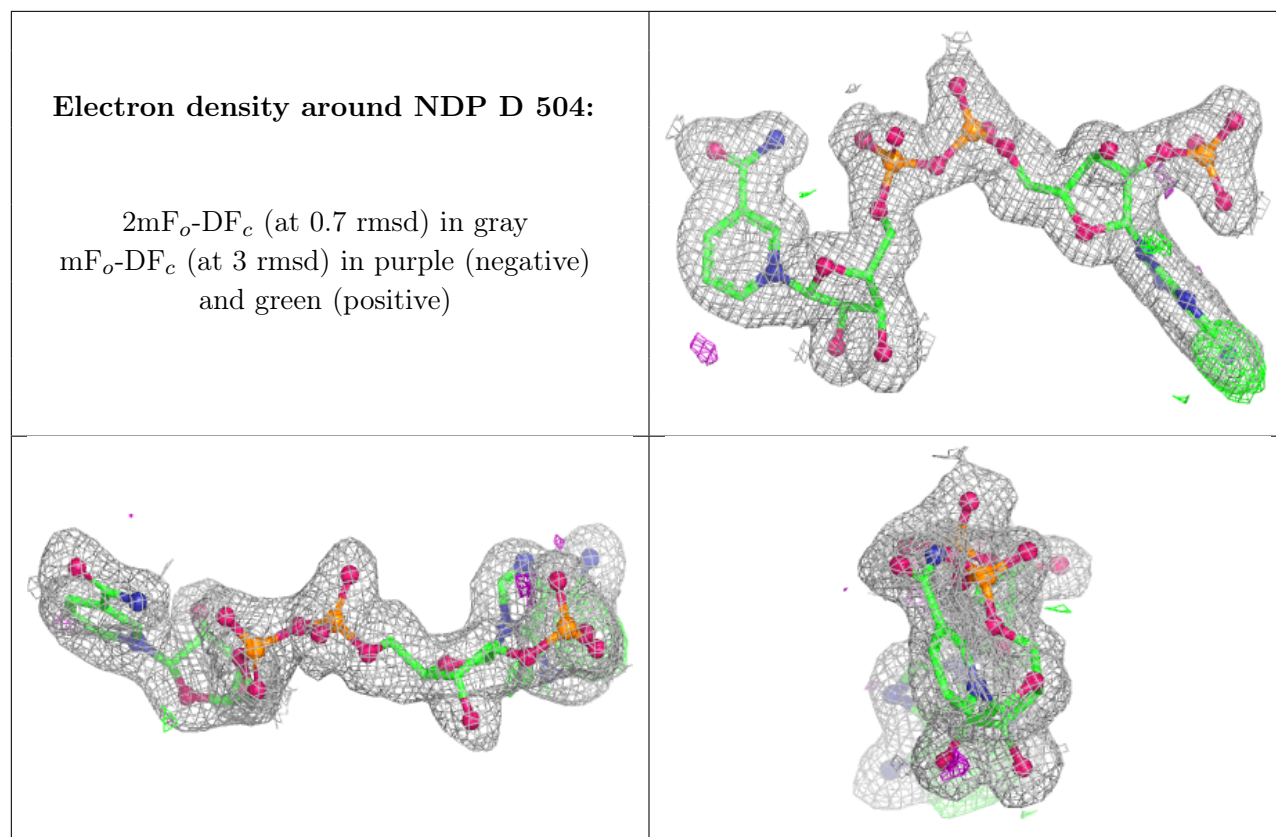 Electron density around NDP D 504:
2mFo-DFc (at 0.7 rmsd) in gray
mFo-DFc (at 3 rmsd) in purple (negative)
and green (positive)